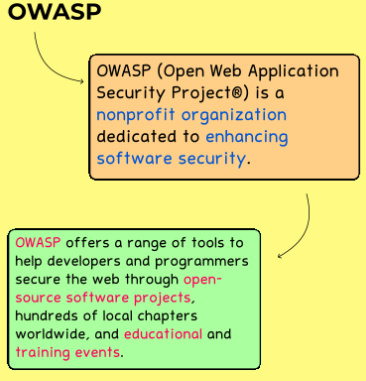 OWASP
OWASP (Open Web Application
Security Project®) is a
nonprofit organization
dedicated to enhancing
software security.
OWASP offers a range of tools to
help developers and programmers
secure the web through open-
source software projects,
hundreds of local chapters
worldwide, and educational and
training events.